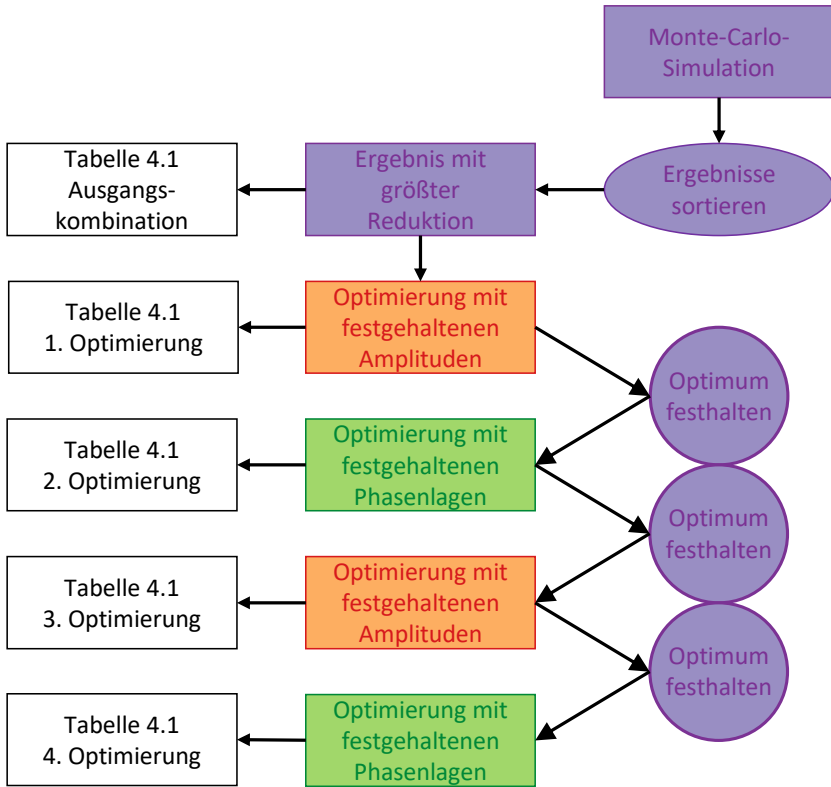 Monte-Carlo-
Simulation
Tabelle 4.1
Ausgangs-
kombination
Ergebnis mit
größter
Reduktion
Ergebnisse
sortieren
Tabelle 4.1
1. Optimierung
Optimierung mit
festgehaltenen
Amplituden
Optimum
festhalten
Tabelle 4.1
2. Optimierung
Optimierung mit
festgehaltenen
Phasenlagen
Optimum
festhalten
Tabelle 4.1
3. Optimierung
Optimierung mit
festgehaltenen
Amplituden
Optimum
festhalten
Tabelle 4.1
4. Optimierung
Optimierung mit
festgehaltenen
Phasenlagen